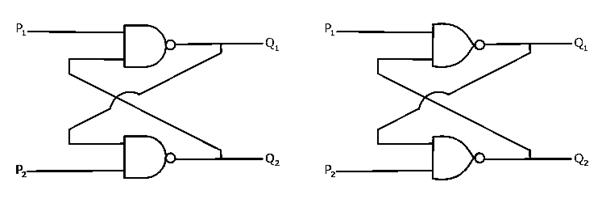 P₁ Q₁ P₁ Q₁
P₂ Q₂ P₂ Q₂